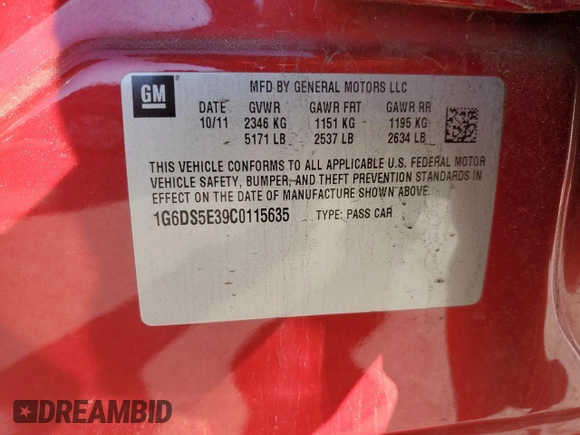 GM
MFD BY GENERAL MOTORS LLC
DATE GVWR GAWR FRT GAWR RR
10/11 2346 KG 1151 KG 1195 KG
5171 LB 2537 LB 2634 LB
THIS VEHICLE CONFORMS TO ALL APPLICABLE U.S. FEDERAL MOTOR
VEHICLE SAFETY, BUMPER, AND THEFT PREVENTION STANDARDS IN
EFFECT ON THE DATE OF MANUFACTURE SHOWN ABOVE.
1G6DS5E39C0115635 TYPE: PASS CAR
DREAMBID